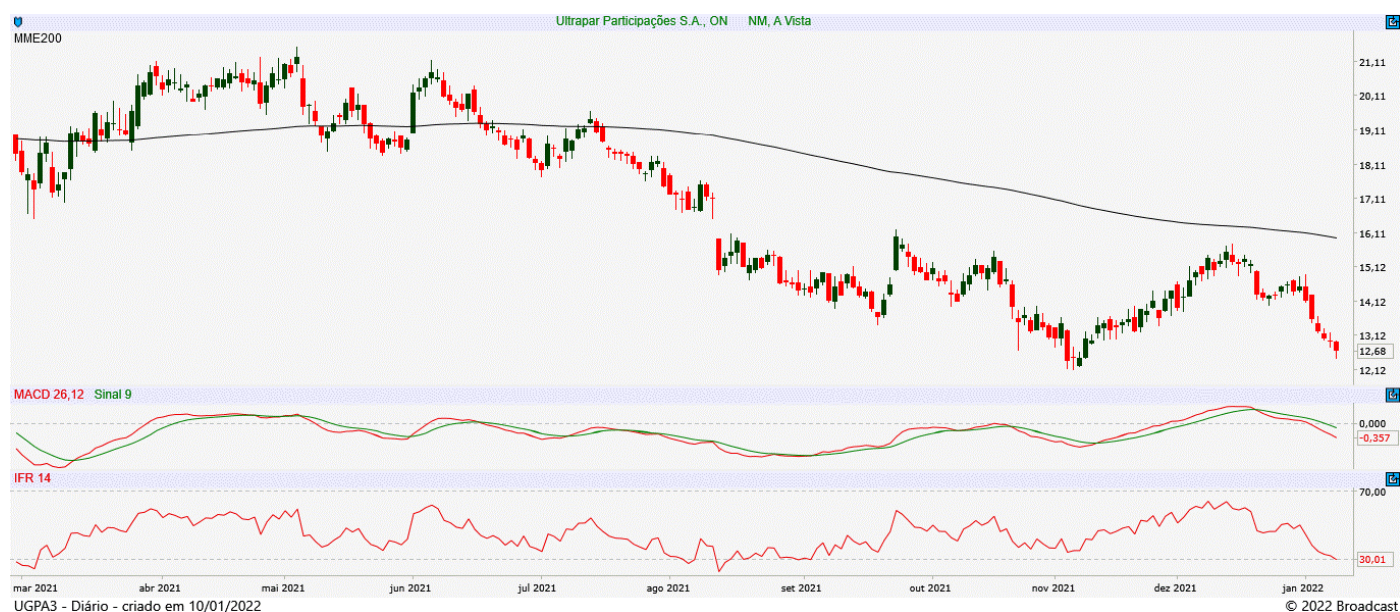 Ultrapar Participações S.A., ON NM, A Vista
MME200
21,11
20,11
19,11
18,11
17,11
16,11
15,12
14,12
13,12
12,68
12,12
MACD 26,12 Sinal 9
0,000
-0,357
IFR 14
70,00
30,01
mar 2021 abr 2021 mai 2021 jun 2021 jul 2021 ago 2021 set 2021 out 2021 nov 2021 dez 2021 jan 2022
UGPA3 - Diário - criado em 10/01/2022 © 2022 Broadcast